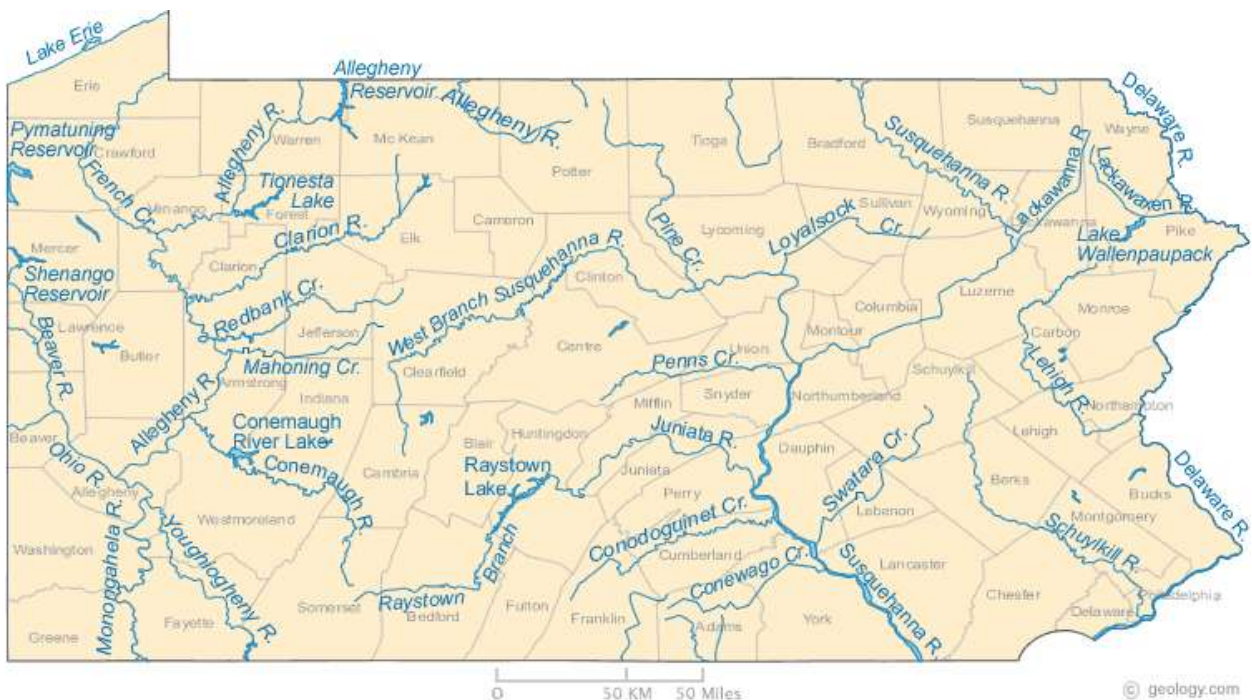 Lake Erie
Erie
Allegheny
Reservoir
Allegheny R.
Allegheny R.
Warren
Mc Kean
Potter
Tioga
Bradford
Susquehanna
Wayne
Delaware R.
Pymatuning
Reservoir
Crawford
French Cr.
Venango
Tionesta
Lake
Forest
Clarion R.
Elk
Cameron
Pine Cr.
Lycoming
Loyalsock
Cr.
Sullivan
Wyoming
Susquehanna R.
Lackawanna R.
Lackawaxen R.
Lake
Wallenpaupack
Pike
Mercer
Shenango
Reservoir
Clarion
West Branch Susquehanna R.
Clinton
Redbank Cr.
Jefferson
Lawrence
Butler
Beaver R.
Mahoning Cr.
Armstrong
Clearfield
Centre
Union
Montour
Columbia
Luzerne
Carbon
Monroe
Lehigh R.
Northampton
Penns Cr.
Snyder
Northumberland
Schuylkill
Mifflin
Indiana
Allegheny R.
Conemaugh
River Lake
Conemaugh R.
Cambria
Blair
Huntingdon
Juniata R.
Juniata
Raystown
Lake
Dauphin
Swatara Cr.
Lehigh
Beaver
Ohio R.
Allegheny
Westmoreland
Perry
Lebanon
Berks
Bucks
Montgomery
Delaware R.
Washington
Monongahela R.
Youghiogheny R.
Branch
Conodoguinet Cr.
Cumberland
Conewago Cr.
Susquehanna R.
Lancaster
Schuylkill R.
Chester
Delaware
Philadelphia
Greene
Fayette
Somerset
Raystown
Bedford
Fulton
Franklin
Adams
York
0 50 KM 50 Miles
© geology.com